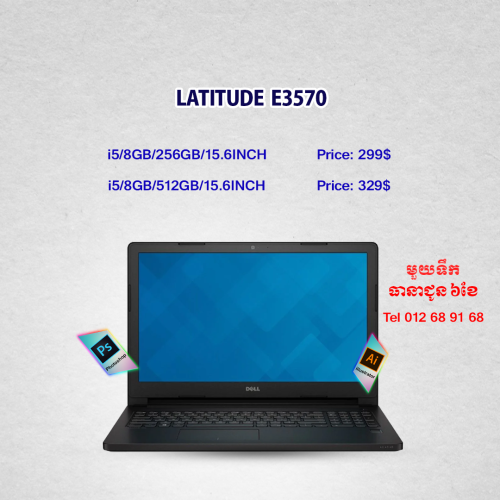 LATITUDE E3570
i5/8GB/256GB/15.6INCH Price: 299$
i5/8GB/512GB/15.6INCH Price: 329$
មួយទឹក
ធានាជូន ៦ខែ
Tel 012 68 91 68
Ps
Photoshop
Ai
illustrator
DELL